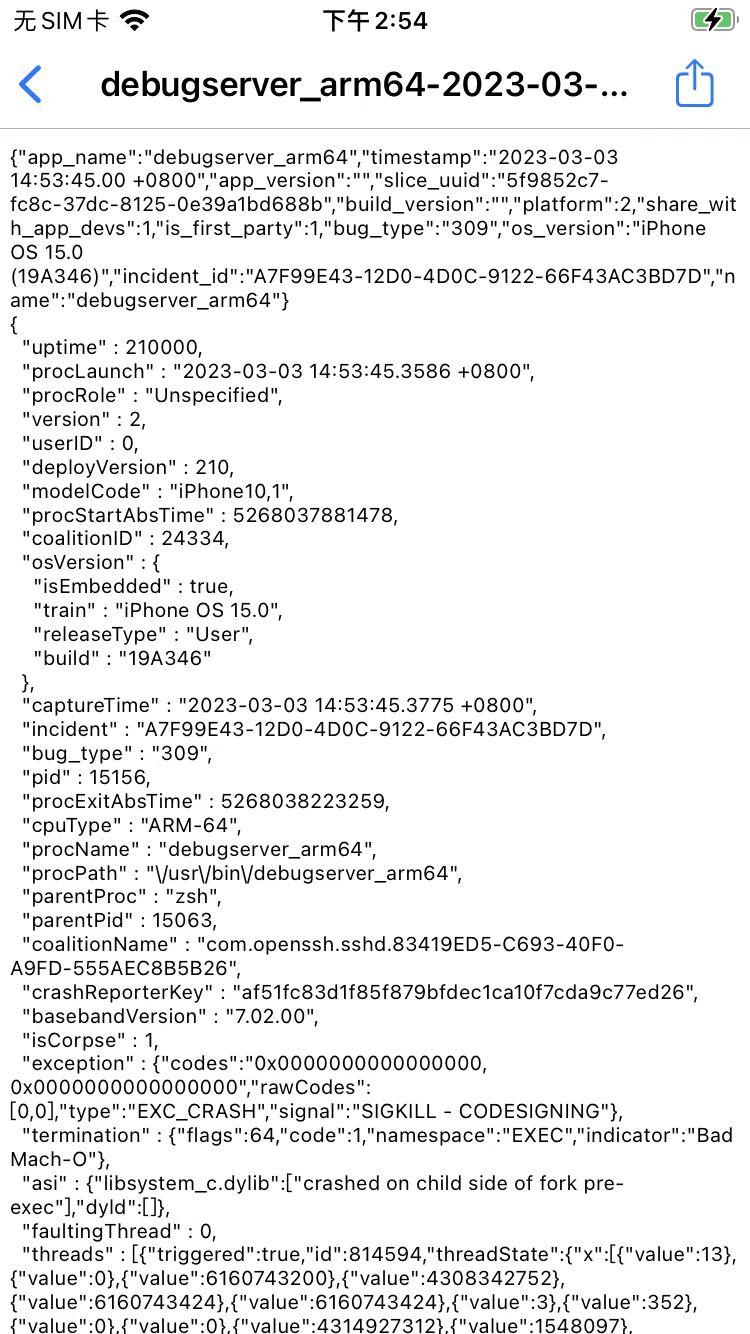 无SIM卡
下午2:54
debugserver_arm64-2023-03-...
{"app_name":"debugserver_arm64","timestamp":"2023-03-03
14:53:45.00 +0800","app_version":"","slice_uuid":"5f9852c7-
fc8c-37dc-8125-0e39a1bd688b","build_version":"","platform":2,"share_wit
h_app_devs":1,"is_first_party":1,"bug_type":"309","os_version":"iPhone
OS 15.0
(19A346)","incident_id":"A7F99E43-12D0-4D0C-9122-66F43AC3BD7D","n
ame":"debugserver_arm64"}
{
"uptime" : 210000,
"procLaunch" : "2023-03-03 14:53:45.3586 +0800",
"procRole" : "Unspecified",
"version" : 2,
"userID" : 0,
"deployVersion" : 210,
"modelCode" : "iPhone10,1",
"procStartAbsTime" : 5268037881478,
"coalitionID" : 24334,
"osVersion" : {
"isEmbedded" : true,
"train" : "iPhone OS 15.0",
"releaseType" : "User",
"build" : "19A346"
},
"captureTime" : "2023-03-03 14:53:45.3775 +0800",
"incident" : "A7F99E43-12D0-4D0C-9122-66F43AC3BD7D",
"bug_type" : "309",
"pid" : 15156,
"procExitAbsTime" : 5268038223259,
"cpuType" : "ARM-64",
"procName" : "debugserver_arm64",
"procPath" : "\/usr\/bin\/debugserver_arm64",
"parentProc" : "zsh",
"parentPid" : 15063,
"coalitionName" : "com.openssh.sshd.83419ED5-C693-40F0-
A9FD-555AEC8B5B26",
"crashReporterKey" : "af51fc83d1f85f879bfdec1ca10f7cda9c77ed26",
"basebandVersion" : "7.02.00",
"isCorpse" : 1,
"exception" : {"codes":"0x0000000000000000,
0x0000000000000000","rawCodes":
[0,0],"type":"EXC_CRASH","signal":"SIGKILL - CODESIGNING"},
"termination" : {"flags":64,"code":1,"namespace":"EXEC","indicator":"Bad
Mach-O"},
"asi" : {"libsystem_c.dylib":["crashed on child side of fork pre-
exec"],"dyld":[]},
"faultingThread" : 0,
"threads" : [{"triggered":true,"id":814594,"threadState":{"x":[{"value":13},
{"value":0},{"value":6160743200},{"value":4308342752},
{"value":6160743424},{"value":6160743424},{"value":3},{"value":352},
{"value":0},{"value":0},{"value":4314927312},{"value":1548097},